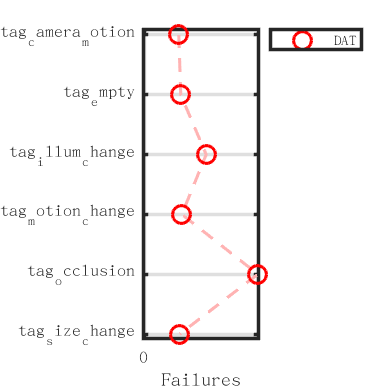 tag_camera_motion
DAT
tag_empty
tag_illum_change
tag_motion_change
tag_occlusion
tag_size_change
0
Failures